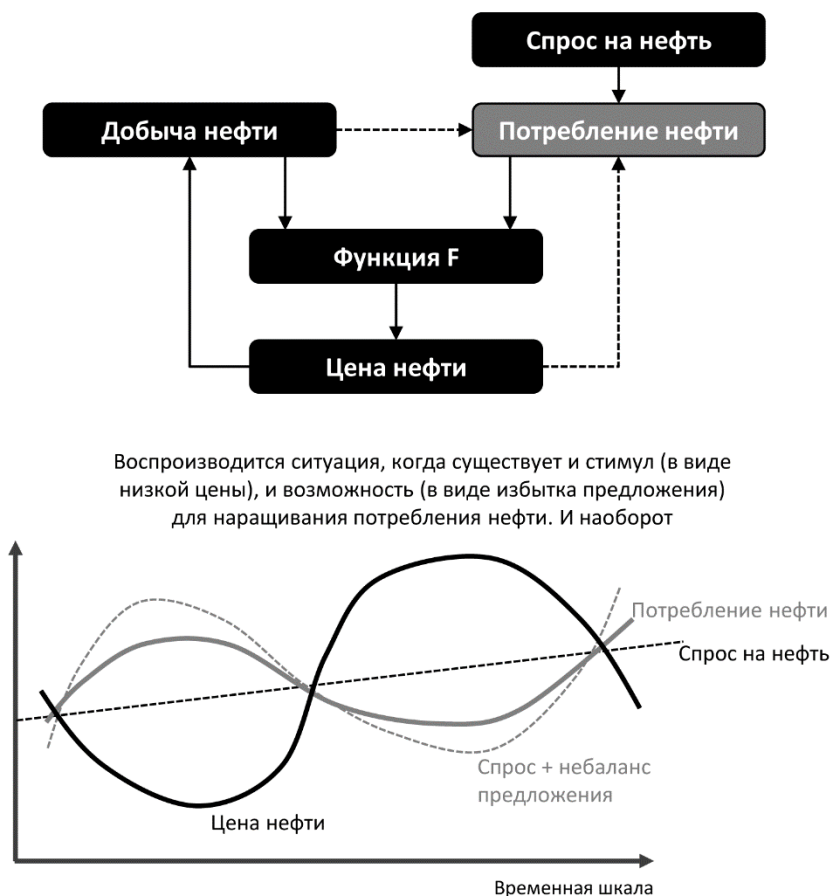 Спрос на нефть
Добыча нефти
Потребление нефти
Функция F
Цена нефти
Воспроизводится ситуация, когда существует и стимул (в виде
низкой цены), и возможность (в виде избытка предложения)
для наращивания потребления нефти. И наоборот
Потребление нефти
Спрос на нефть
Спрос + небаланс
предложения
Цена нефти
Временная шкала